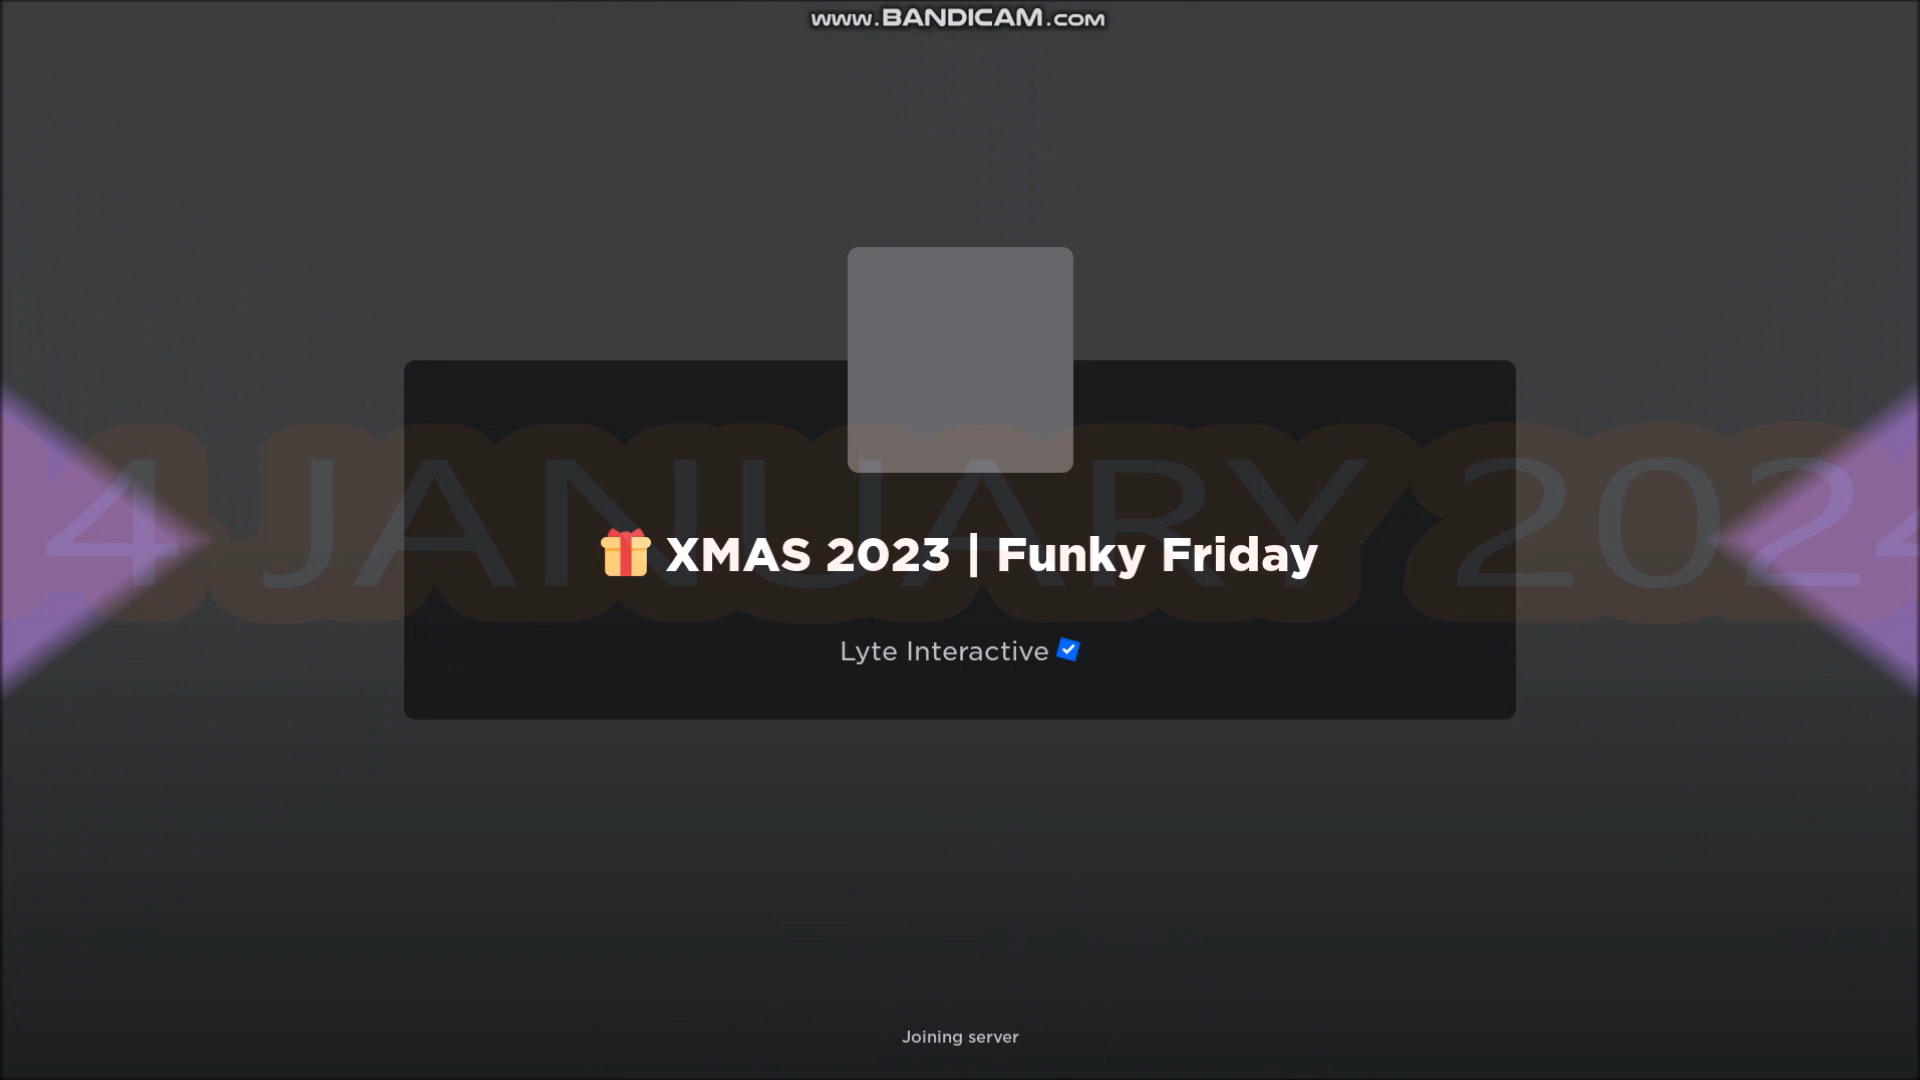 www.BANDICAM.com
4 JANUARY 2024
🎁 XMAS 2023 | Funky Friday
Lyte Interactive
Joining server